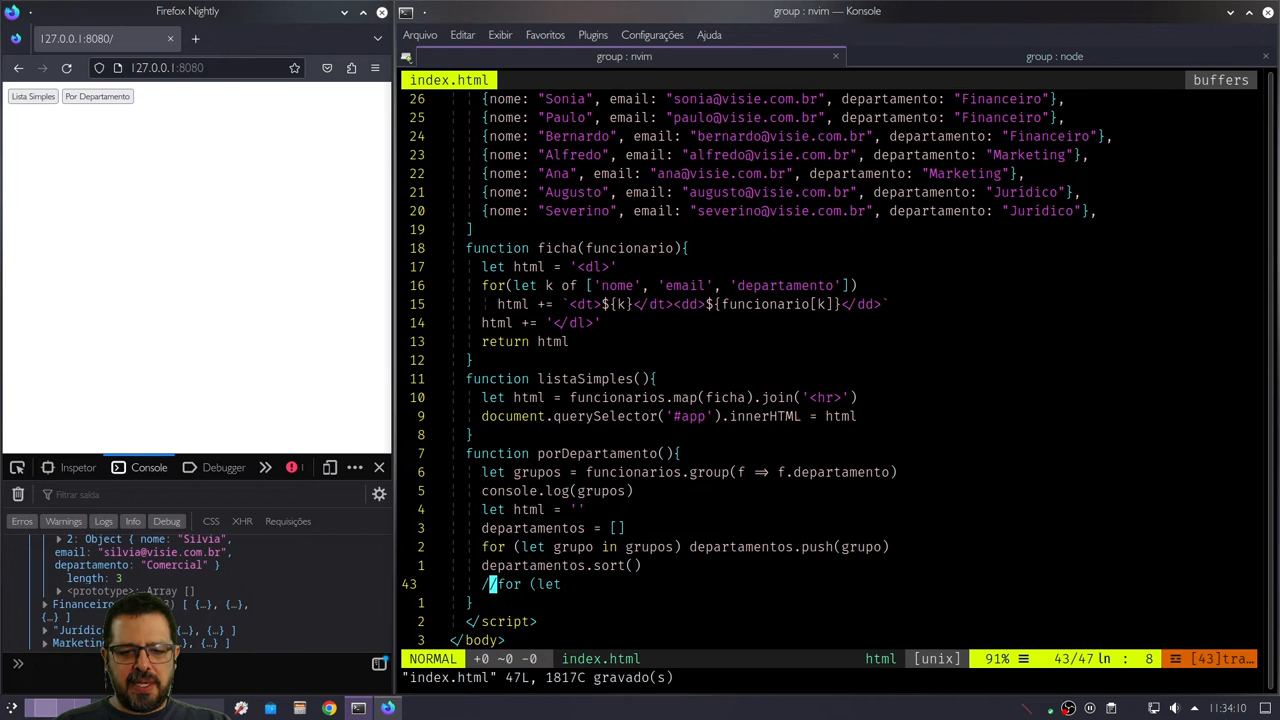 Firefox Nightly
group : nvim — Konsole
127.0.0.1:8080/
Arquivo Editar Exibir Favoritos Plugins Configurações Ajuda
127.0.0.1:8080
group : nvim
group : node
Lista Simples Por Departamento
index.html
buffers
26 {nome: "Sonia", email: "sonia@visie.com.br", departamento: "Financeiro"},
25 {nome: "Paulo", email: "paulo@visie.com.br", departamento: "Financeiro"},
24 {nome: "Bernardo", email: "bernardo@visie.com.br", departamento: "Financeiro"},
23 {nome: "Alfredo", email: "alfredo@visie.com.br", departamento: "Marketing"},
22 {nome: "Ana", email: "ana@visie.com.br", departamento: "Marketing"},
21 {nome: "Augusto", email: "augusto@visie.com.br", departamento: "Jurídico"},
20 {nome: "Severino", email: "severino@visie.com.br", departamento: "Jurídico"},
19 ]
18 function ficha(funcionario){
17 let html = '<dl>'
16 for(let k of ['nome', 'email', 'departamento'])
15 html += `<dt>${k}</dt><dd>${funcionario[k]}</dd>`
14 html += '</dl>'
13 return html
12 }
11 function listaSimples(){
10 let html = funcionarios.map(ficha).join('<hr>')
9 document.querySelector('#app').innerHTML = html
8 }
7 function porDepartamento(){
6 let grupos = funcionarios.group(f => f.departamento)
5 console.log(grupos)
4 let html = ''
3 departamentos = []
2 for (let grupo in grupos) departamentos.push(grupo)
1 departamentos.sort()
43 //for (let
1 }
2 </script>
3 </body>
NORMAL +0 ~0 -0 index.html html [unix] 91% 43/47 ln : 8 [43]tra…
"index.html" 47L, 1817C gravado(s)
Inspetor Console Debugger 1
Filtrar saída
Erros Warnings Logs Info Debug CSS XHR Requisições
2: Object { nome: "Silvia",
email: "silvia@visie.com.br",
departamento: "Comercial" }
length: 3
<prototype>: Array []
Financeiro
) [ {…}, {…},
{…} ]
"Jurídic
, {…} ]
Marketing
, {…} ]
11:34:10